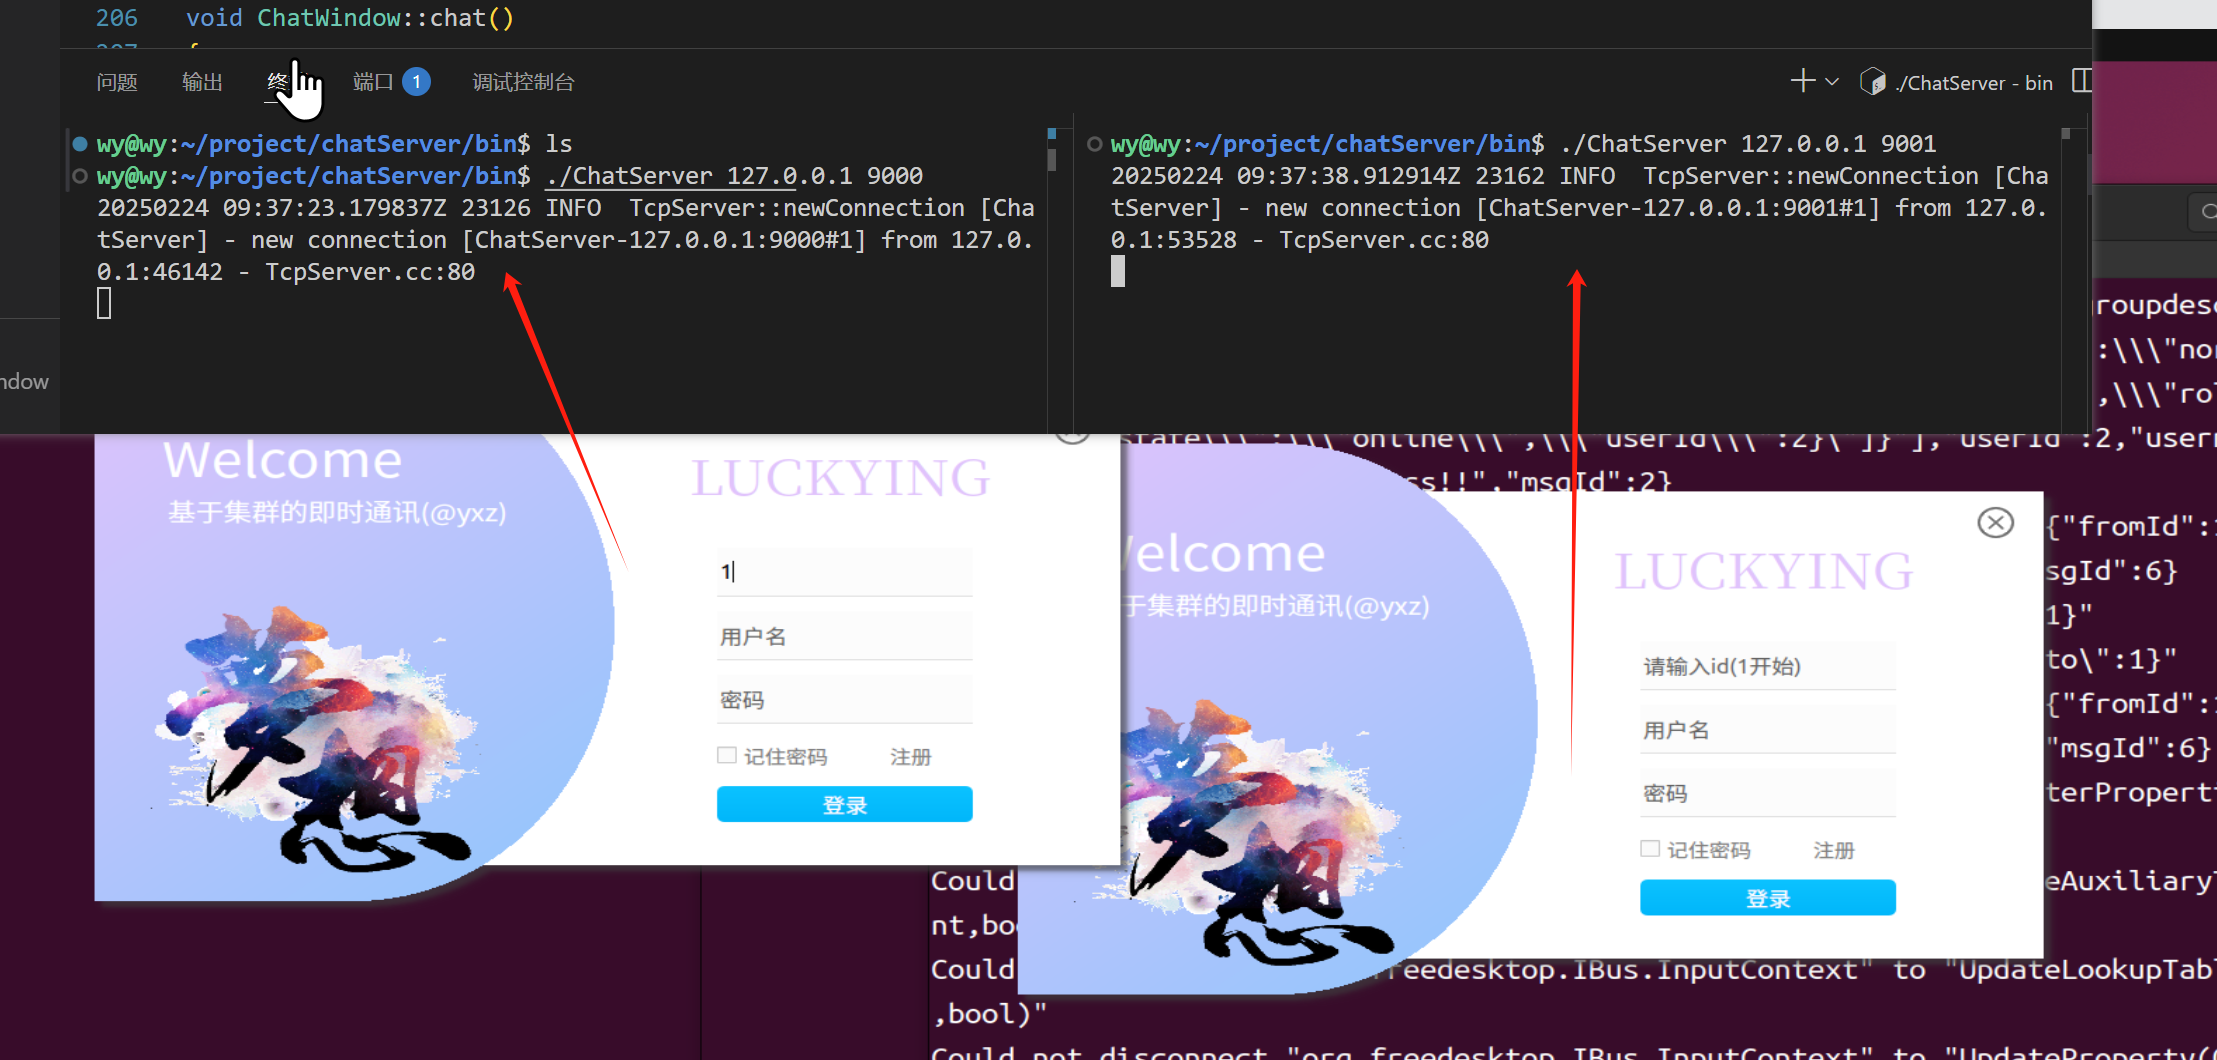 206 void ChatWindow::chat()
问题 输出 端口 1 调试控制台 ./ChatServer - bin
wy@wy:~/project/chatServer/bin$ ls
wy@wy:~/project/chatServer/bin$ ./ChatServer 127.0.0.1 9000
20250224 09:37:23.179837Z 23126 INFO  TcpServer::newConnection [Cha
tServer] - new connection [ChatServer-127.0.0.1:9000#1] from 127.0.
0.1:46142 - TcpServer.cc:80
wy@wy:~/project/chatServer/bin$ ./ChatServer 127.0.0.1 9001
20250224 09:37:38.912914Z 23162 INFO  TcpServer::newConnection [Cha
tServer] - new connection [ChatServer-127.0.0.1:9001#1] from 127.0.
0.1:53528 - TcpServer.cc:80
ndow
Welcome
基于集群的即时通讯(@yxz)
LUCKYING
1
用户名
密码
记住密码 注册
登录
elcome
于集群的即时通讯(@yxz)
LUCKYING
请输入id(1开始)
用户名
密码
记住密码 注册
登录
roupdes
:\\\"no
,\\\"ro
state\\\":\\\"online\\\",\\\"userId\\\":2}\"]}"],"userId":2,"user
ss!!","msgId":2}
{"fromId":
sgId":6}
1}"
to\":1}"
{"fromId":
"msgId":6}
terPropert
Could eAuxiliary
nt,boo
Could freedesktop.IBus.InputContext" to "UpdateLookupTab
,bool)"
Could not disconnect "org.freedesktop.IBus.InputContext" to "UpdateProperty(